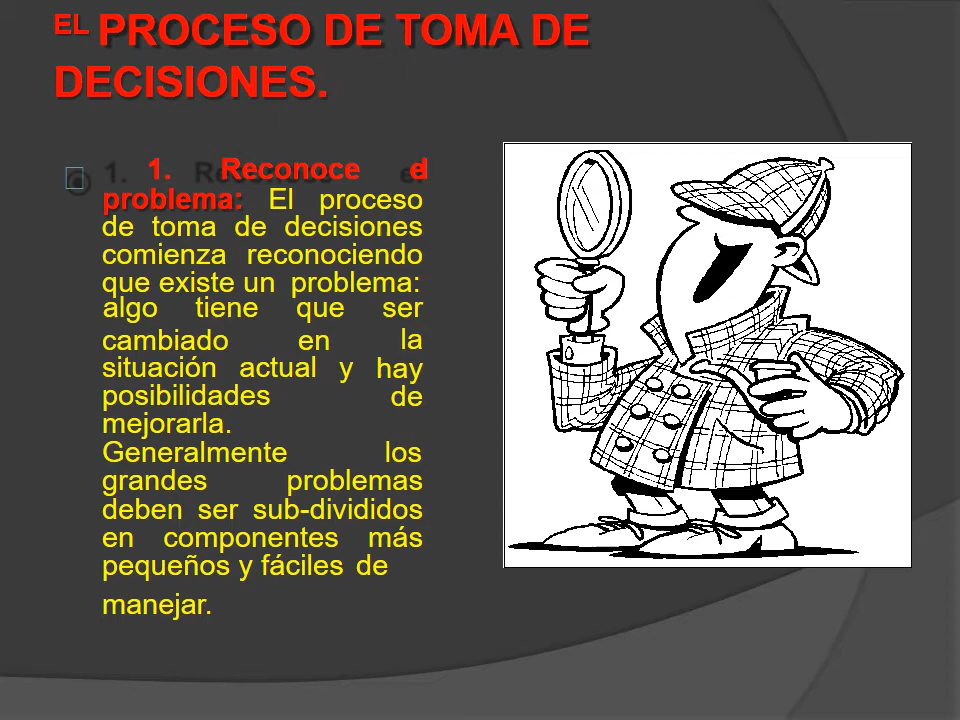 EL PROCESO DE TOMA DE
DECISIONES.
1. Reconoce el
problema: El proceso
de toma de decisiones
comienza reconociendo
que existe un problema:
algo tiene que ser
cambiado en la
situación actual y hay
posibilidades de
mejorarla.
Generalmente los
grandes problemas
deben ser sub-divididos
en componentes más
pequeños y fáciles de
manejar.